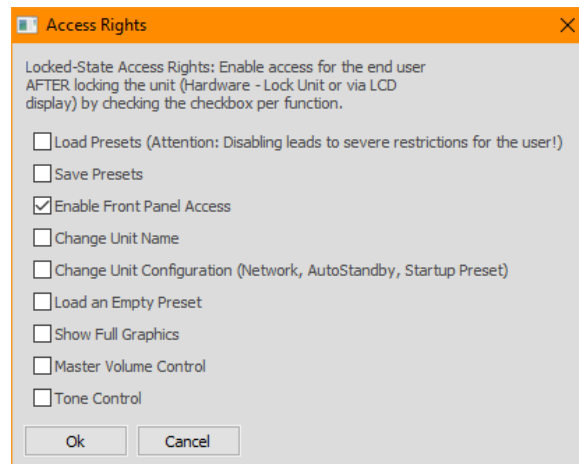 Access Rights
Locked-State Access Rights: Enable access for the end user
AFTER locking the unit (Hardware - Lock Unit or via LCD
display) by checking the checkbox per function.
Load Presets (Attention: Disabling leads to severe restrictions for the user!)
Save Presets
Enable Front Panel Access
Change Unit Name
Change Unit Configuration (Network, AutoStandby, Startup Preset)
Load an Empty Preset
Show Full Graphics
Master Volume Control
Tone Control
Ok Cancel